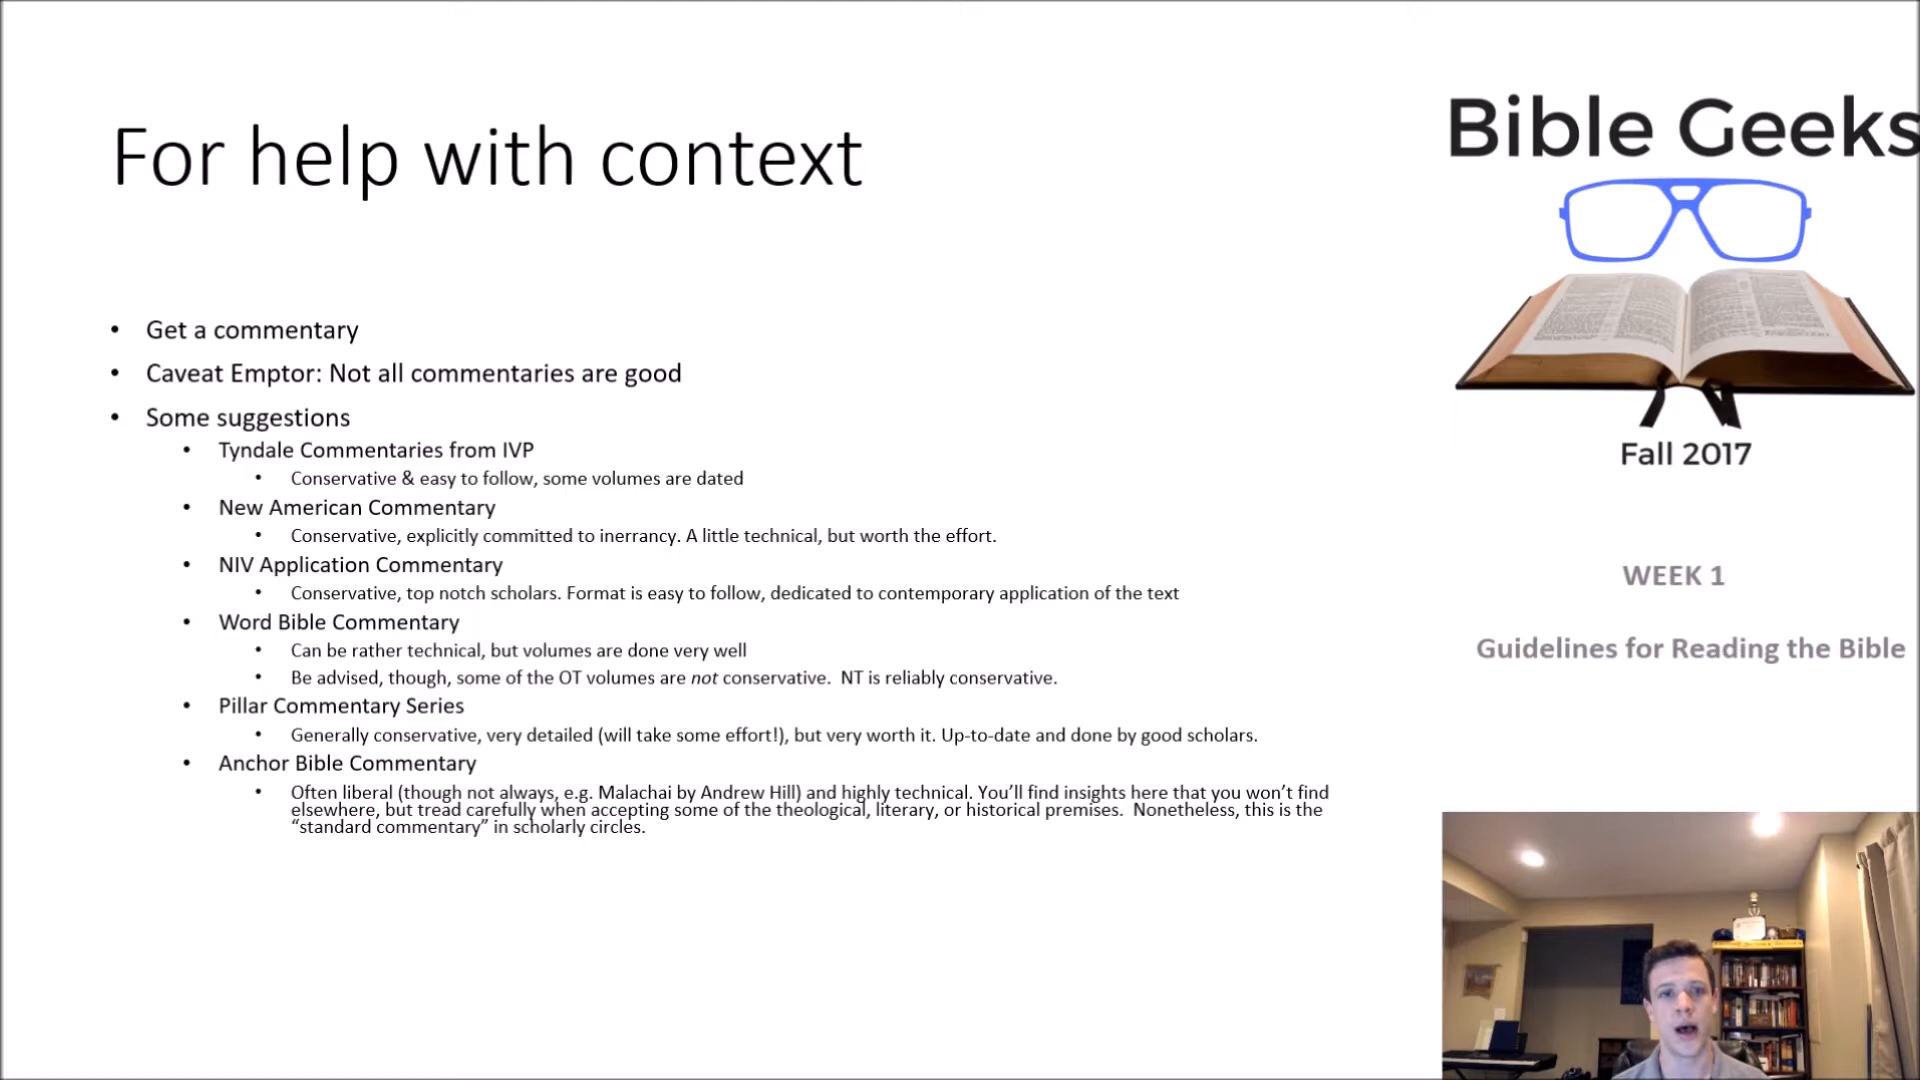 For help with context
• Get a commentary
• Caveat Emptor: Not all commentaries are good
• Some suggestions
• Tyndale Commentaries from IVP
• Conservative & easy to follow, some volumes are dated
• New American Commentary
• Conservative, explicitly committed to inerrancy. A little technical, but worth the effort.
• NIV Application Commentary
• Conservative, top notch scholars. Format is easy to follow, dedicated to contemporary application of the text
• Word Bible Commentary
• Can be rather technical, but volumes are done very well
• Be advised, though, some of the OT volumes are not conservative.  NT is reliably conservative.
• Pillar Commentary Series
• Generally conservative, very detailed (will take some effort!), but very worth it. Up-to-date and done by good scholars.
• Anchor Bible Commentary
• Often liberal (though not always, e.g. Malachai by Andrew Hill) and highly technical. You’ll find insights here that you won’t find
elsewhere, but tread carefully when accepting some of the theological, literary, or historical premises.  Nonetheless, this is the
“standard commentary” in scholarly circles.
Bible Geeks
Fall 2017
WEEK 1
Guidelines for Reading the Bible